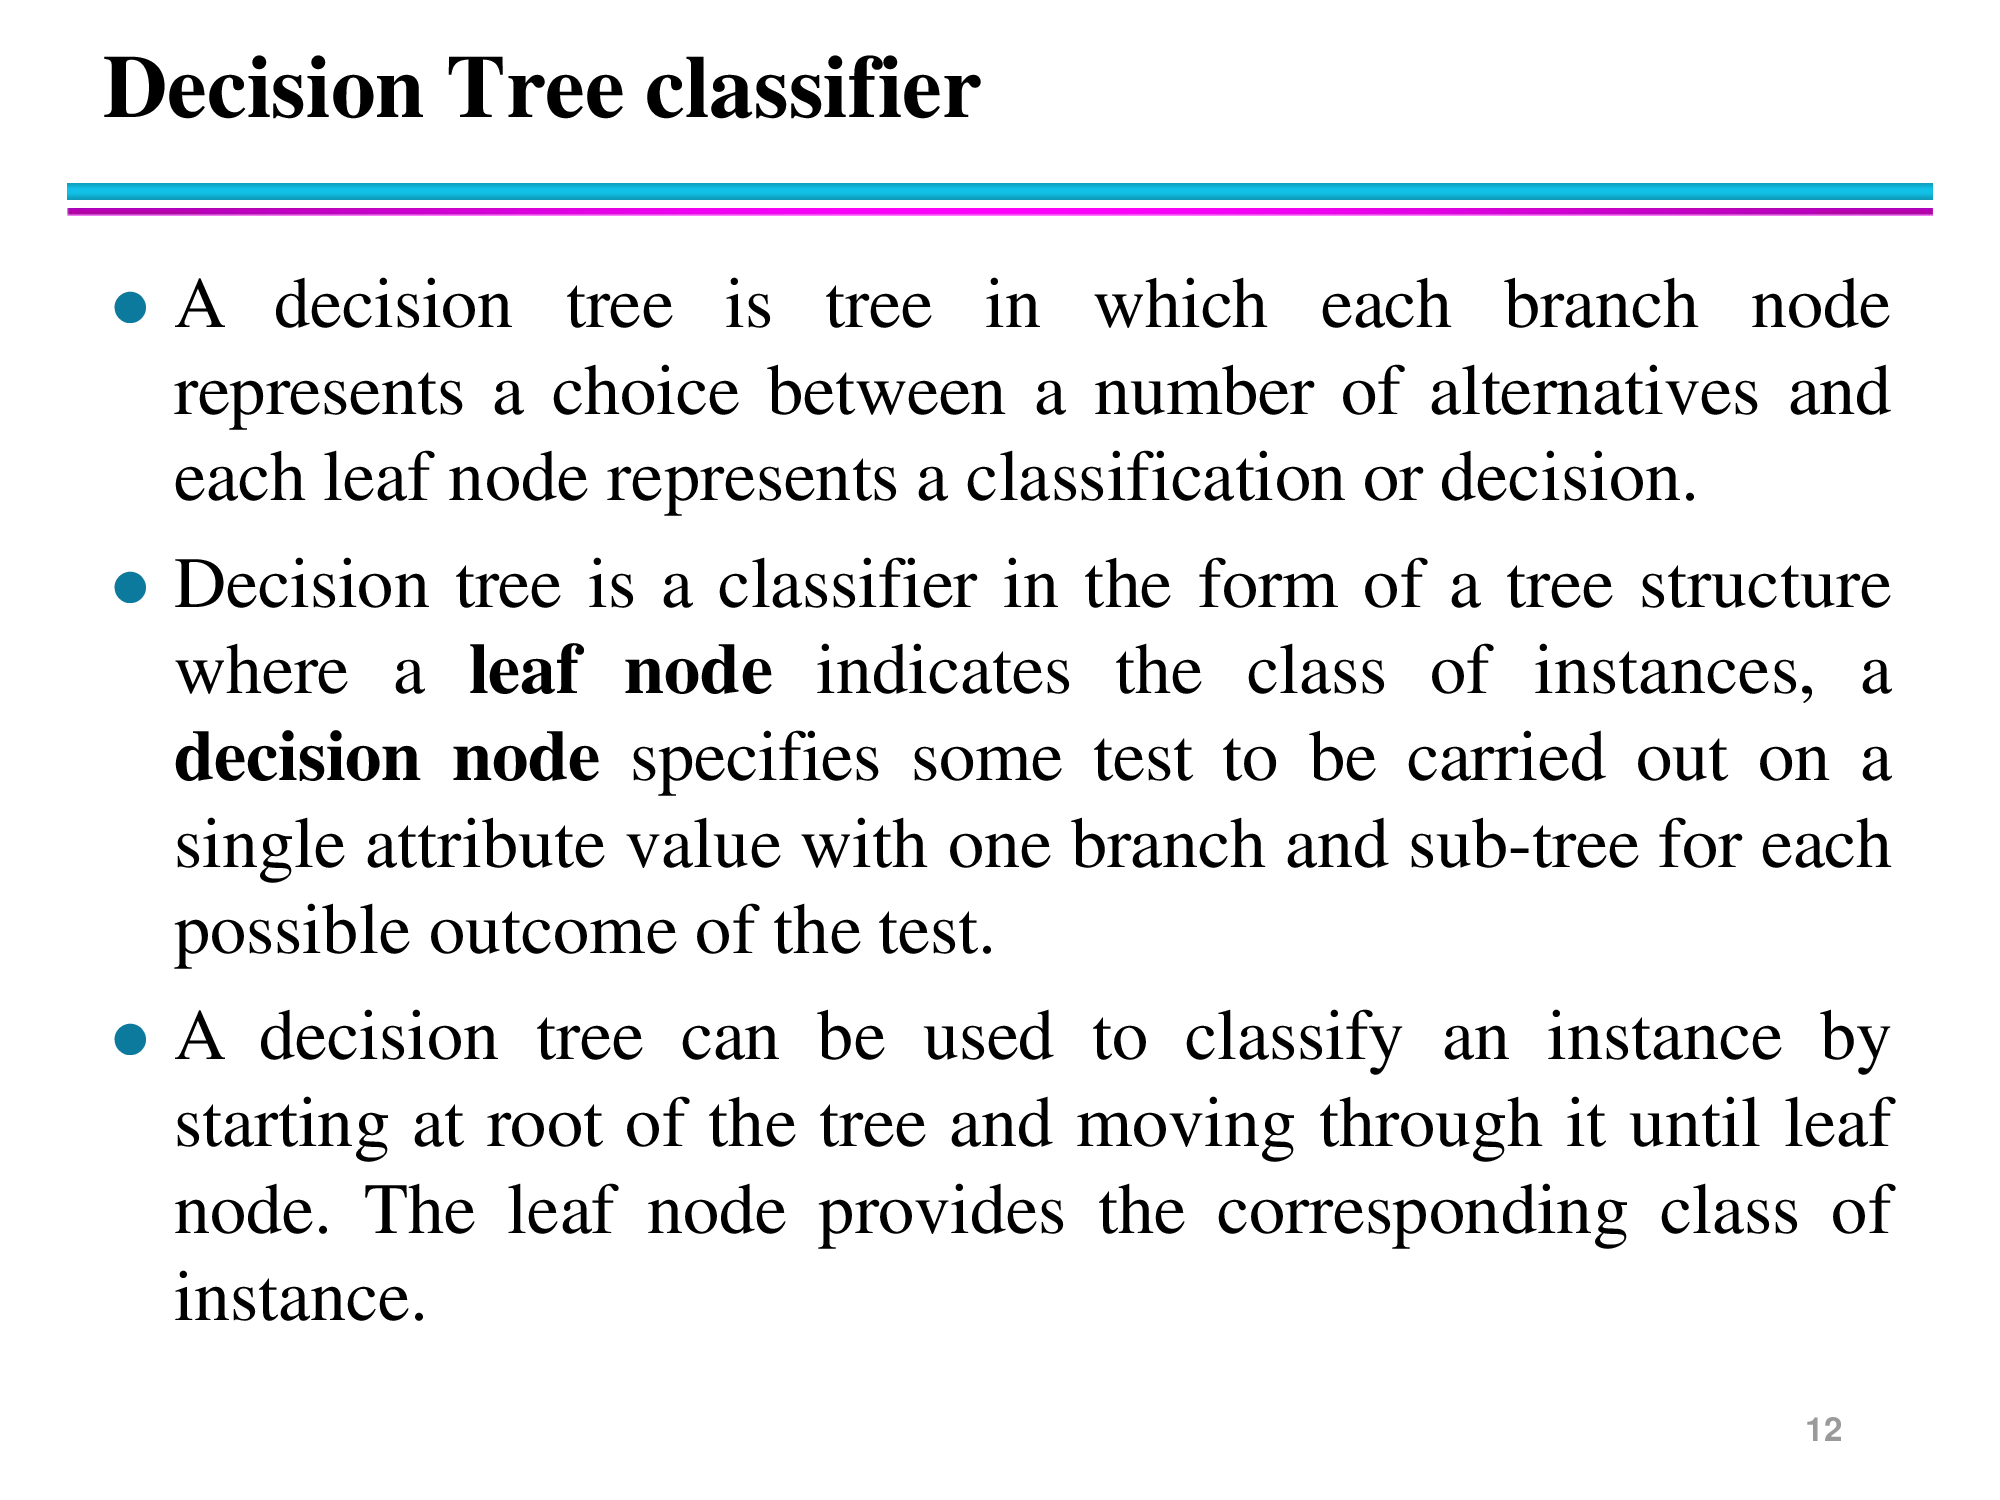 Decision Tree classifier
A decision tree is tree in which each branch node
represents a choice between a number of alternatives and
each leaf node represents a classification or decision.
Decision tree is a classifier in the form of a tree structure
where a leaf node indicates the class of instances, a
decision node specifies some test to be carried out on a
single attribute value with one branch and sub-tree for each
possible outcome of the test.
A decision tree can be used to classify an instance by
starting at root of the tree and moving through it until leaf
node. The leaf node provides the corresponding class of
instance.
12